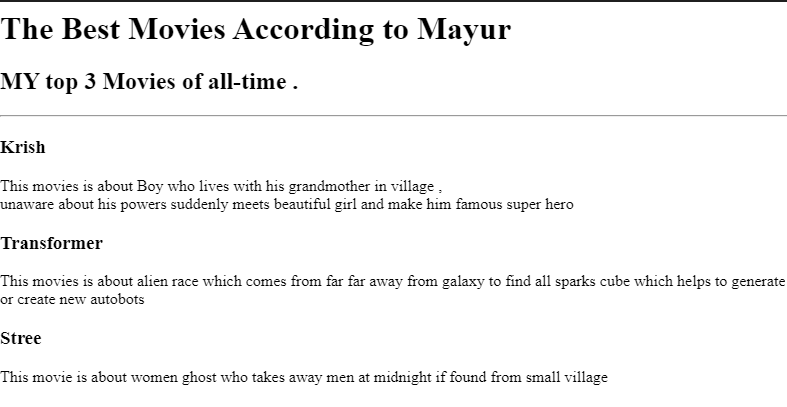 The Best Movies According to Mayur
MY top 3 Movies of all-time .
Krish
This movies is about Boy who lives with his grandmother in village ,
unaware about his powers suddenly meets beautiful girl and make him famous super hero
Transformer
This movies is about alien race which comes from far far away from galaxy to find all sparks cube which helps to generate
or create new autobots
Stree
This movie is about women ghost who takes away men at midnight if found from small village